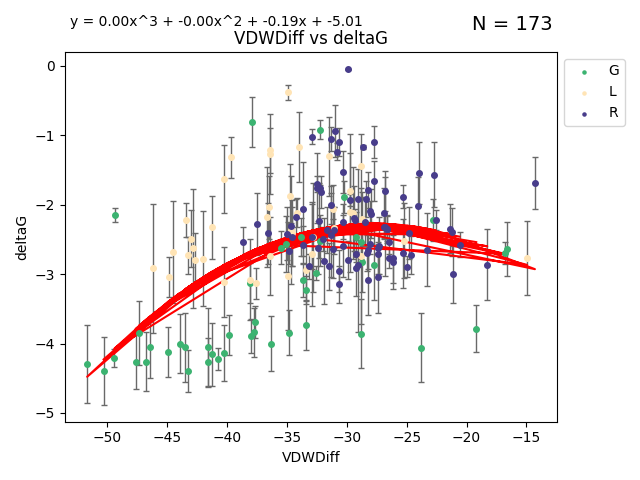 y = 0.00x^3 + -0.00x^2 + -0.19x + -5.01
N = 173
VDWDiff vs deltaG
G
L
R
deltaG
0
−1
−2
−3
−4
−5
−50 −45 −40 −35 −30 −25 −20 −15
VDWDiff